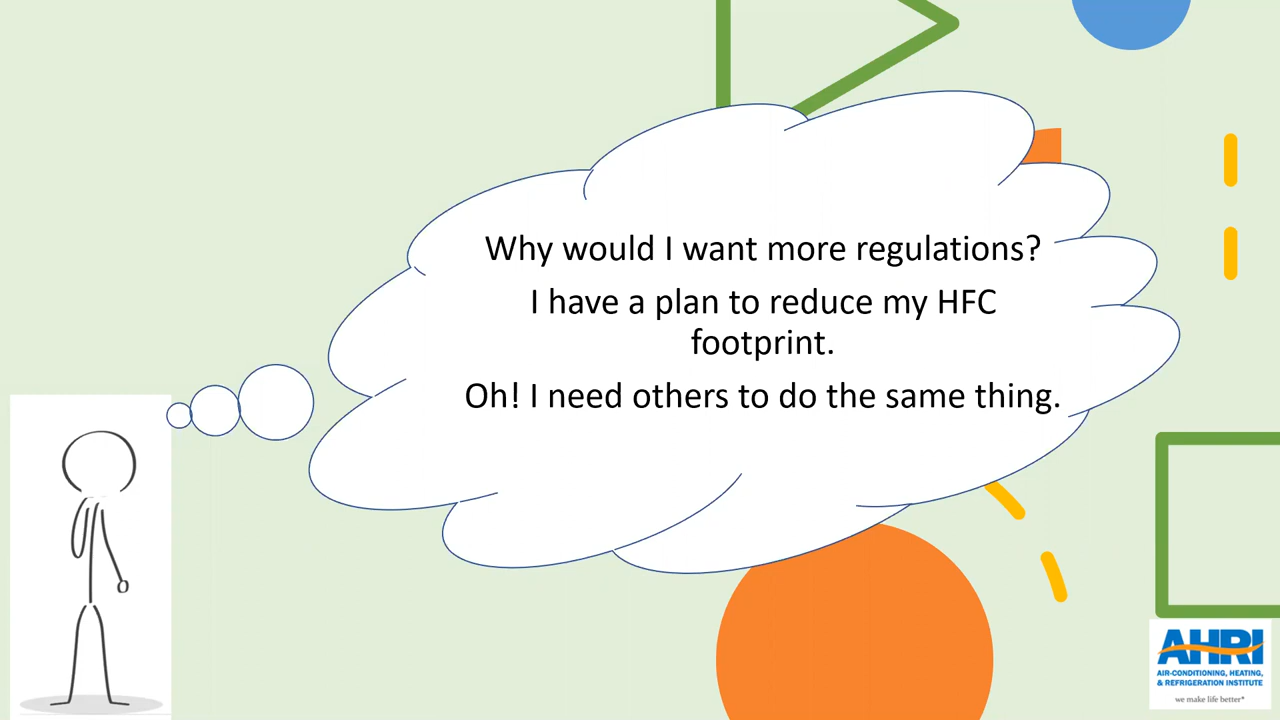 Why would I want more regulations?
I have a plan to reduce my HFC
footprint.
Oh! I need others to do the same thing.
AHRI
AIR-CONDITIONING, HEATING,
& REFRIGERATION INSTITUTE
we make life better*